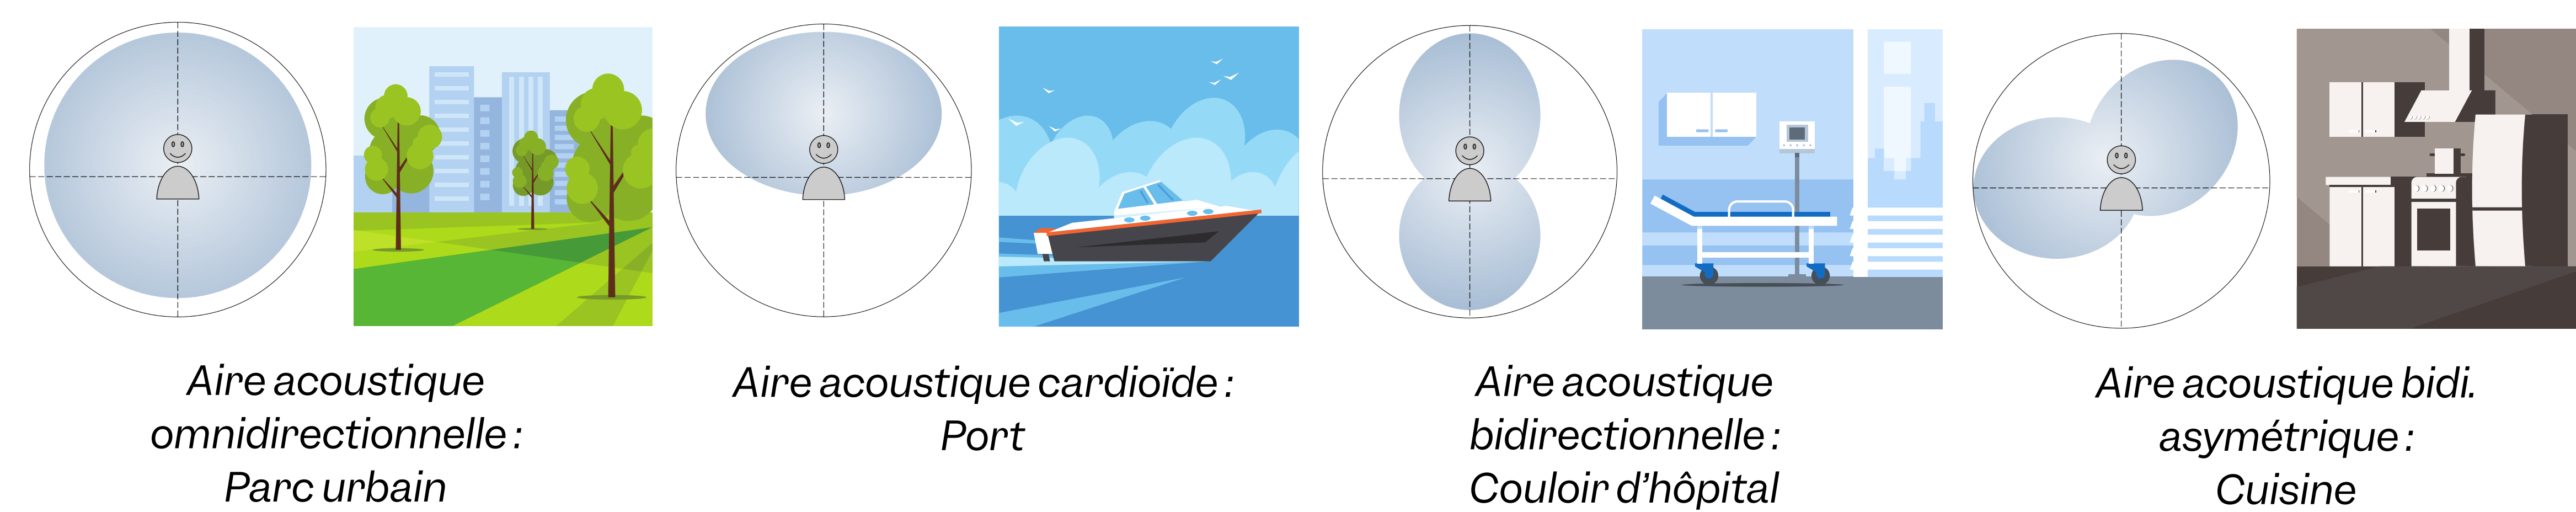 Aire acoustique
omnidirectionnelle :
Parc urbain
Aire acoustique cardioïde :
Port
Aire acoustique
bidirectionnelle :
Couloir d’hôpital
Aire acoustique bidi.
asymétrique :
Cuisine